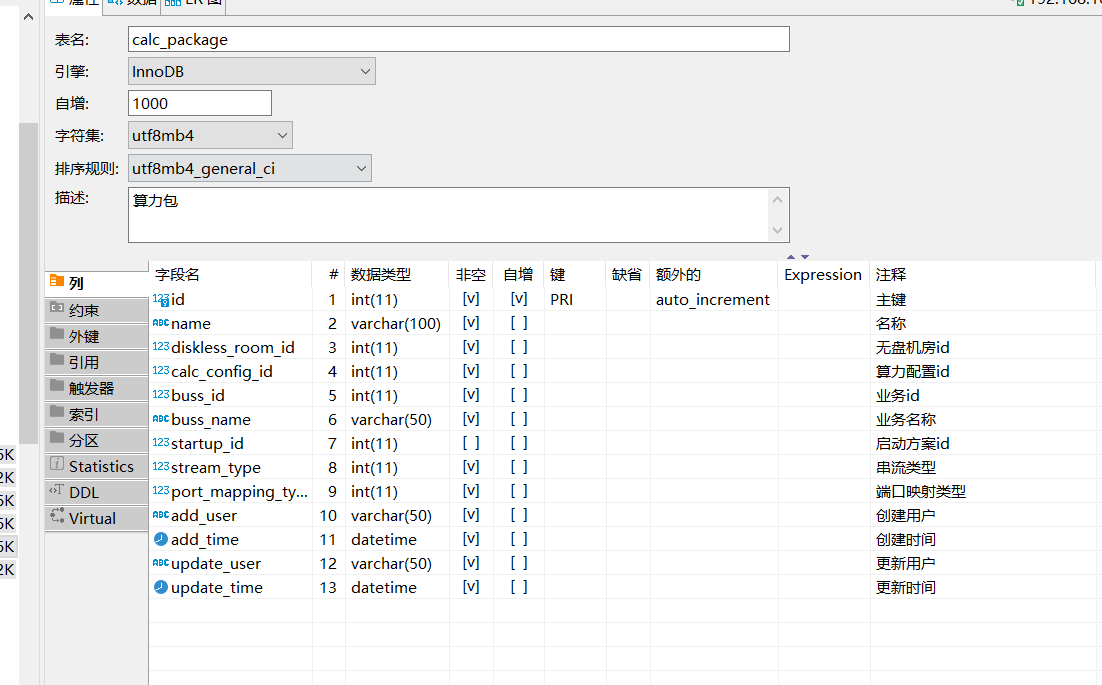 属性 数据 ER 图
表名: calc_package
引擎: InnoDB
自增: 1000
字符集: utf8mb4
排序规则: utf8mb4_general_ci
描述: 算力包
列
约束
外键
引用
触发器
索引
分区
Statistics
DDL
Virtual
字段名 # 数据类型 非空 自增 键 缺省 额外的 Expression 注释
id 1 int(11) [v] [v] PRI auto_increment 主键
name 2 varchar(100) [v] [ ] 名称
diskless_room_id 3 int(11) [v] [ ] 无盘机房id
calc_config_id 4 int(11) [v] [ ] 算力配置id
buss_id 5 int(11) [v] [ ] 业务id
buss_name 6 varchar(50) [v] [ ] 业务名称
startup_id 7 int(11) [ ] [ ] 启动方案id
stream_type 8 int(11) [v] [ ] 串流类型
port_mapping_ty... 9 int(11) [v] [ ] 端口映射类型
add_user 10 varchar(50) [v] [ ] 创建用户
add_time 11 datetime [v] [ ] 创建时间
update_user 12 varchar(50) [v] [ ] 更新用户
update_time 13 datetime [v] [ ] 更新时间
5K
2K
5K
5K
5K
2K